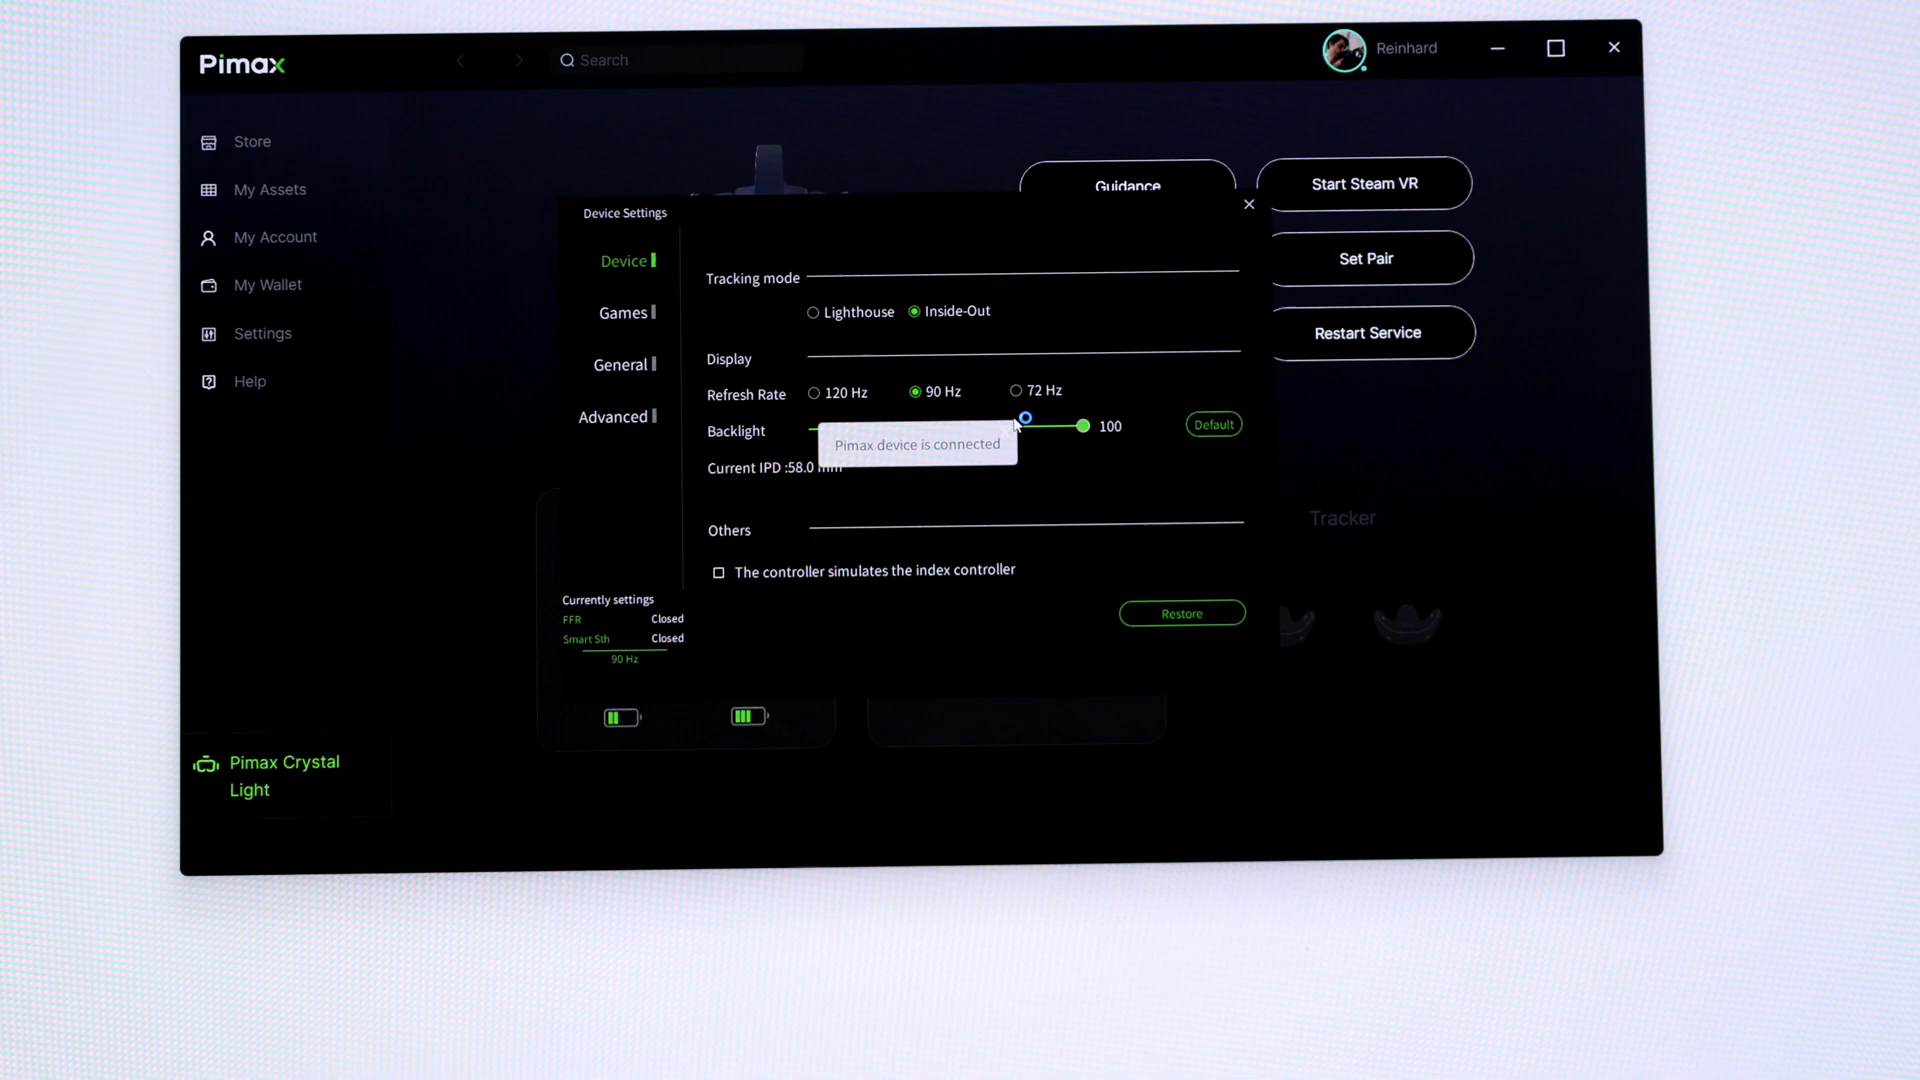 Pimax
Search
Reinhard
Store
My Assets
My Account
My Wallet
Settings
Help
Pimax Crystal
Light
Guidance
Start Steam VR
Set Pair
Restart Service
Tracker
Device Settings
Device
Games
General
Advanced
Tracking mode
Lighthouse Inside-Out
Display
Refresh Rate 120 Hz 90 Hz 72 Hz
Backlight 100 Default
Pimax device is connected
Current IPD :58.0 mm
Others
The controller simulates the index controller
Restore
Currently settings
FFR Closed
Smart Sth Closed
90 Hz